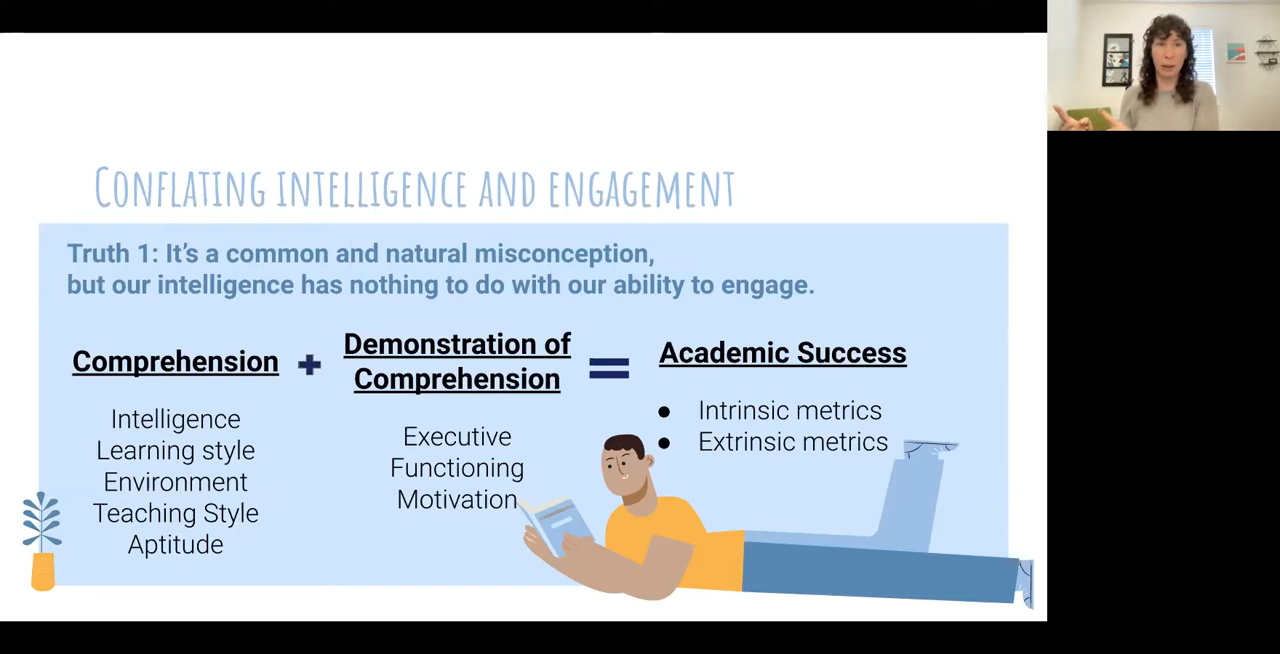 Conflating intelligence and engagement
Truth 1: It's a common and natural misconception,
but our intelligence has nothing to do with our ability to engage.
Comprehension
Intelligence
Learning style
Environment
Teaching Style
Aptitude
+
Demonstration of
Comprehension
Executive
Functioning
Motivation
=
Academic Success
● Intrinsic metrics
● Extrinsic metrics